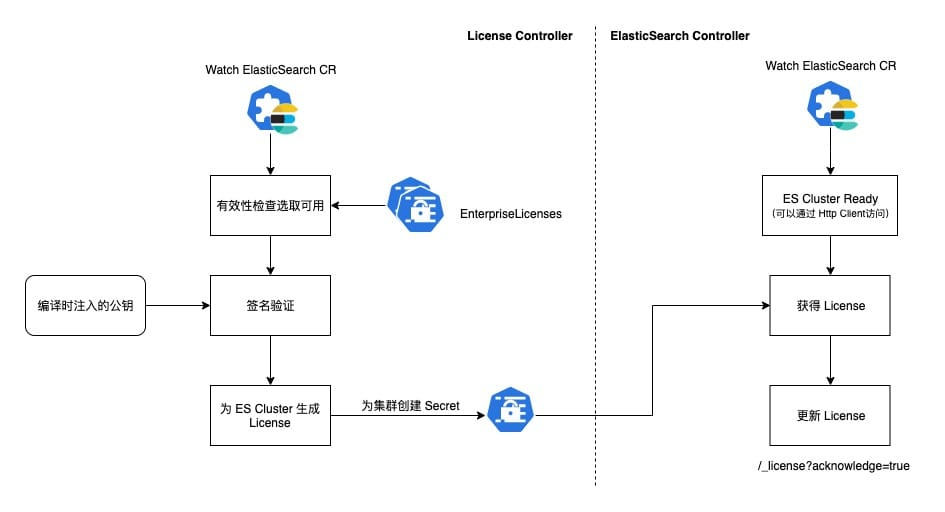 License Controller
ElasticSearch Controller
Watch ElasticSearch CR
Watch ElasticSearch CR
有效性检查选取可用
EnterpriseLicenses
ES Cluster Ready
(可以通过 Http Client访问)
编译时注入的公钥
签名验证
获得 License
为 ES Cluster 生成
License
为集群创建 Secret
更新 License
/_license?acknowledge=true